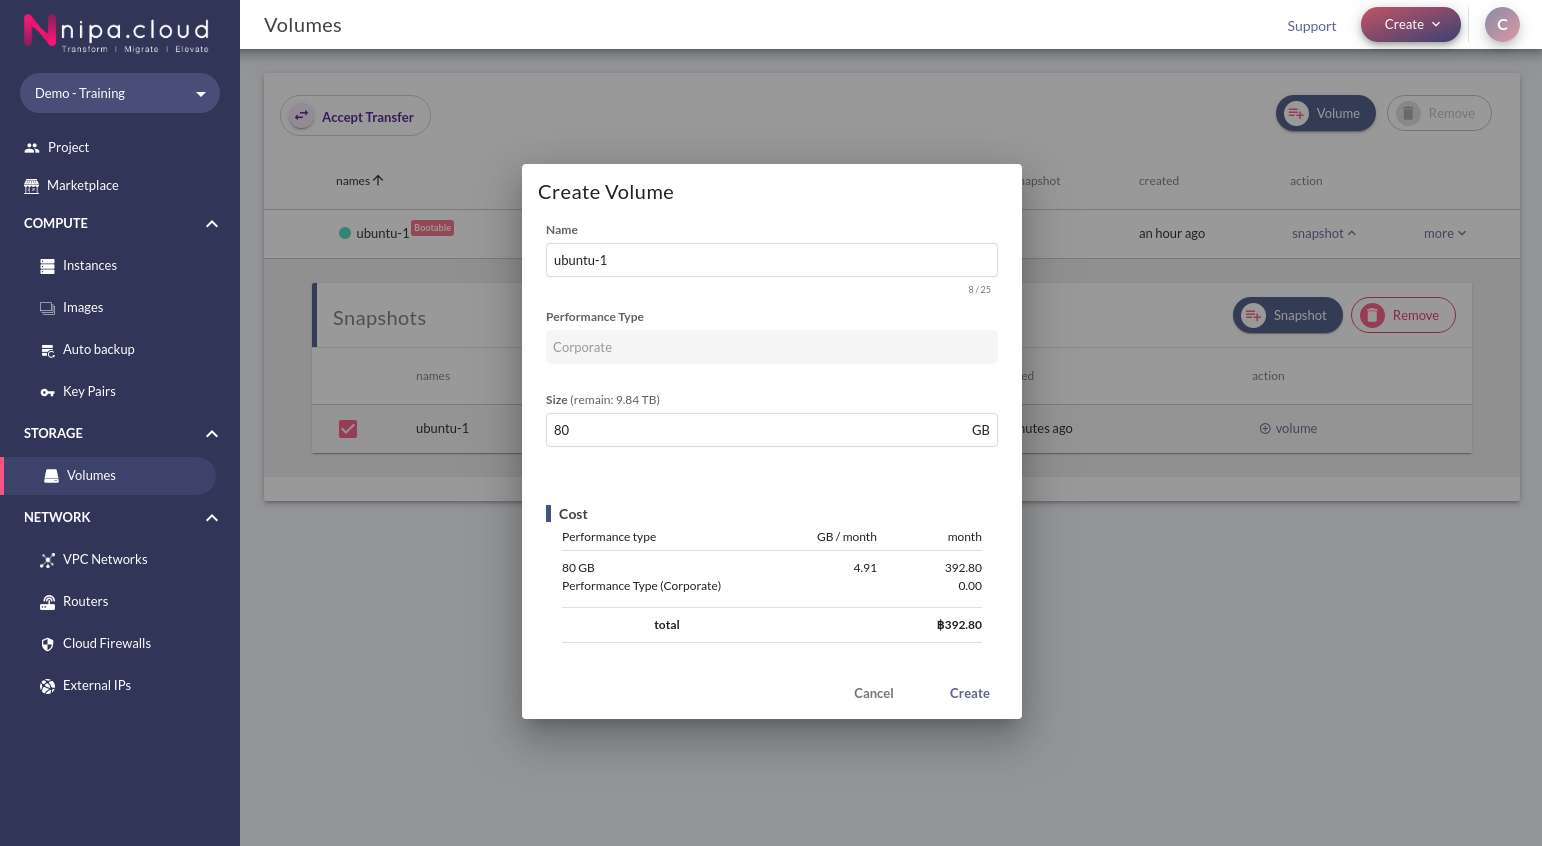 nipa.cloud
Transform | Migrate | Elevate
Demo - Training
Project
Marketplace
COMPUTE
Instances
Images
Auto backup
Key Pairs
STORAGE
Volumes
NETWORK
VPC Networks
Routers
Cloud Firewalls
External IPs
Volumes
Support
Create
C
Accept Transfer
Volume
Remove
names
created
action
ubuntu-1
Bootable
an hour ago
snapshot
more
Snapshots
Snapshot
Remove
names
action
ubuntu-1
ago
volume
Create Volume
Name
ubuntu-1
8 / 25
Performance Type
Corporate
Size (remain: 9.84 TB)
80 GB
Cost
Performance type GB / month month
80 GB 4.91 392.80
Performance Type (Corporate) 0.00
total ฿392.80
Cancel
Create